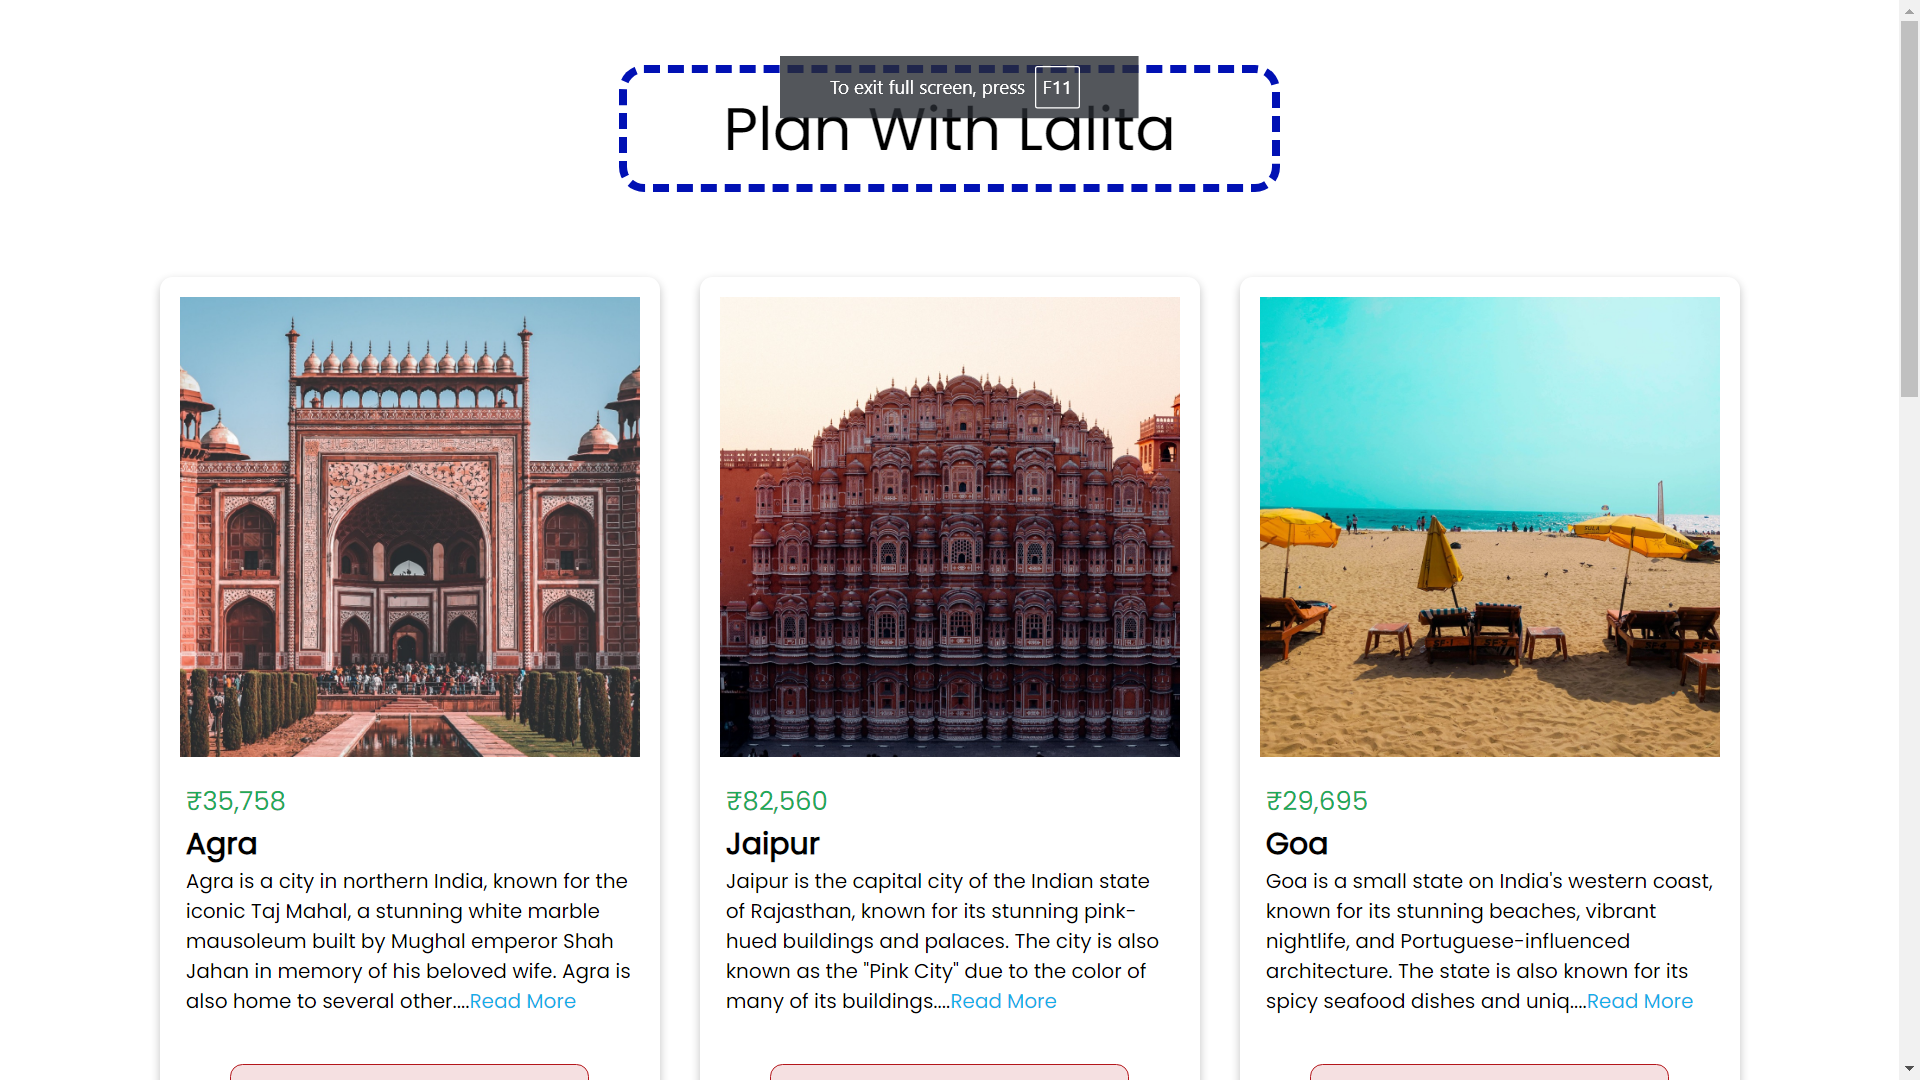 To exit full screen, press F11
Plan With Lalita
₹35,758
Agra
Agra is a city in northern India, known for the
iconic Taj Mahal, a stunning white marble
mausoleum built by Mughal emperor Shah
Jahan in memory of his beloved wife. Agra is
also home to several other....Read More
₹82,560
Jaipur
Jaipur is the capital city of the Indian state
of Rajasthan, known for its stunning pink-
hued buildings and palaces. The city is also
known as the "Pink City" due to the color of
many of its buildings....Read More
₹29,695
Goa
Goa is a small state on India's western coast,
known for its stunning beaches, vibrant
nightlife, and Portuguese-influenced
architecture. The state is also known for its
spicy seafood dishes and uniq....Read More